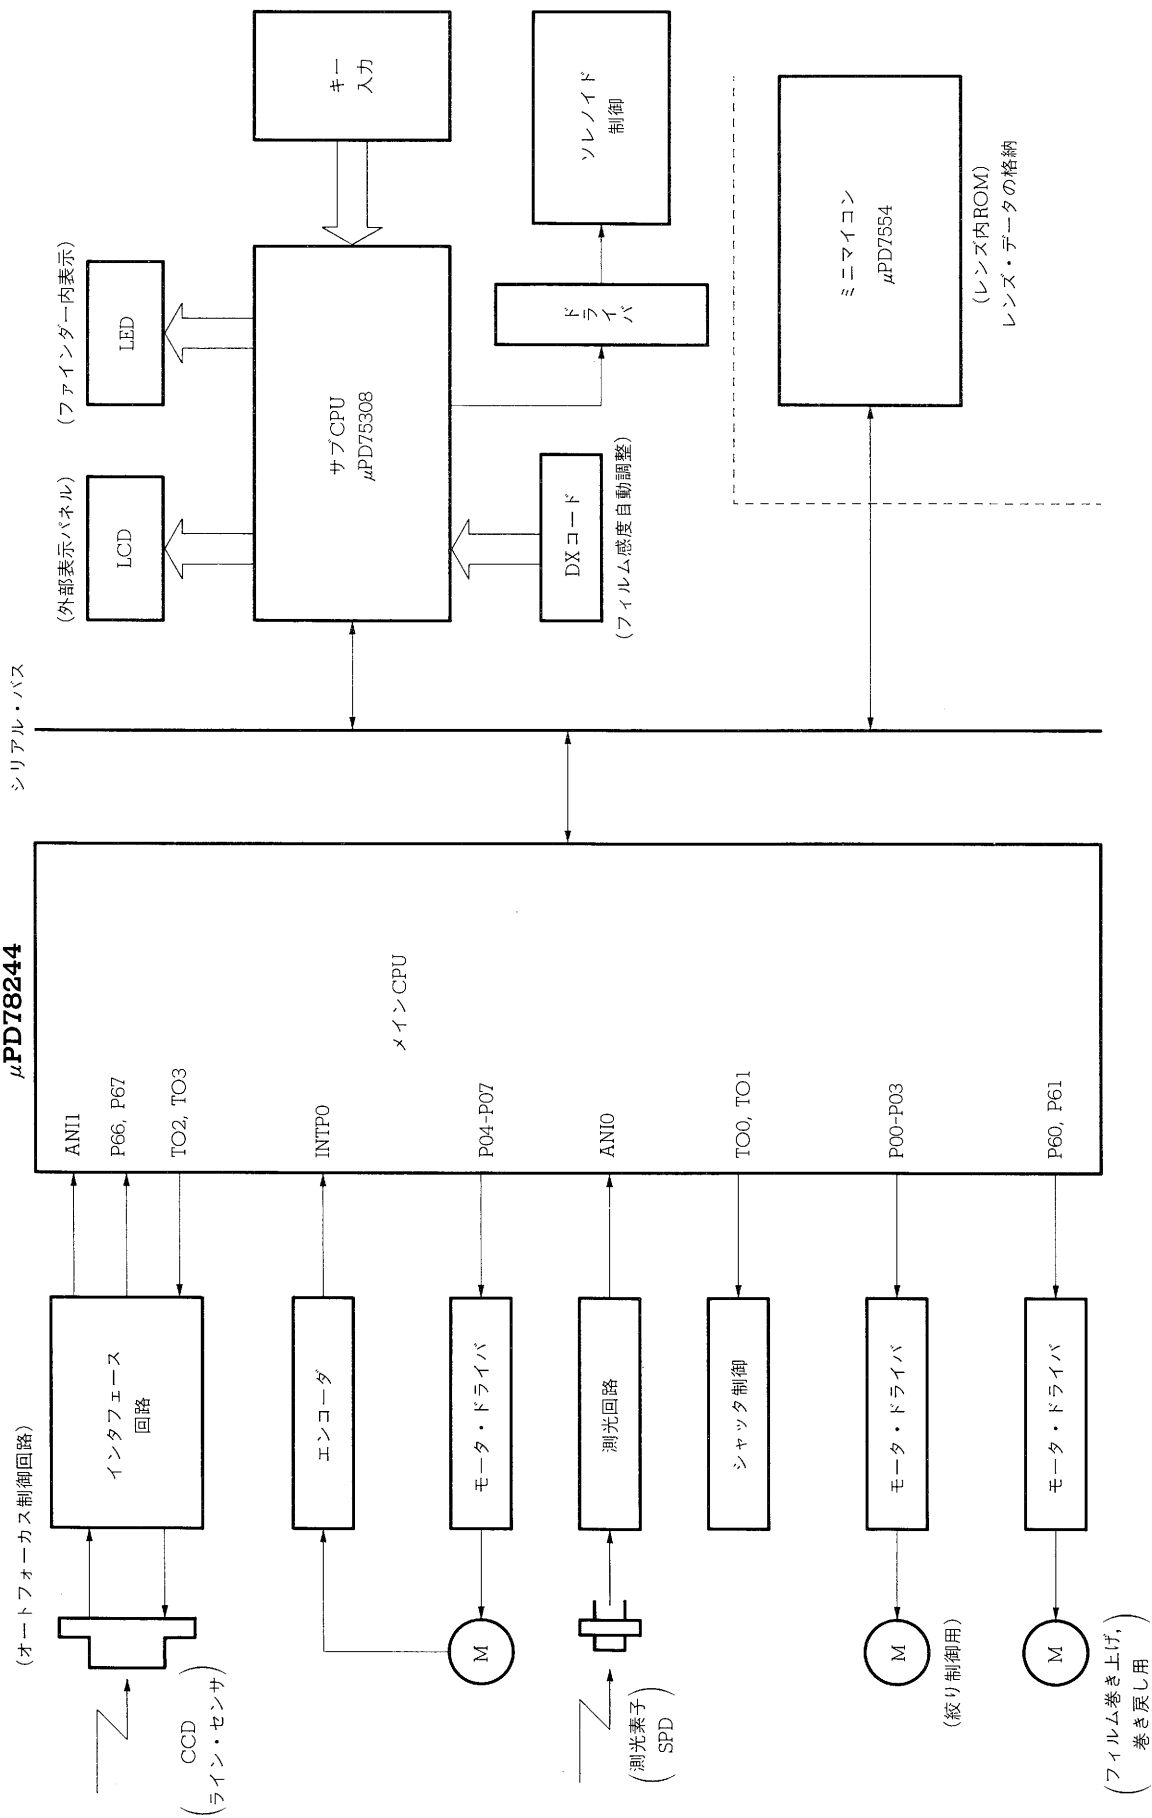 μPD78244
(オートフォーカス制御回路)
CCD
ライン・センサ
インタフェース
回路
ANI1
P66, P67
TO2, TO3
エンコーダ
INTP0
M
モータ・ドライバ
P04-P07
測光素子
SPD
測光回路
ANI0
シャッタ制御
TO0, TO1
M
(絞り制御用)
モータ・ドライバ
P00-P03
M
フィルム巻き上げ,
巻き戻し用
モータ・ドライバ
P60, P61
メインCPU
シリアル・バス
(外部表示パネル)
LCD
(ファインダー内表示)
LED
サブCPU
μPD75308
キー
入力
DXコード
(フィルム感度自動調整)
ドライバ
ソレノイド
制御
ミニマイコン
μPD7554
(レンズ内ROM)
レンズ・データの格納